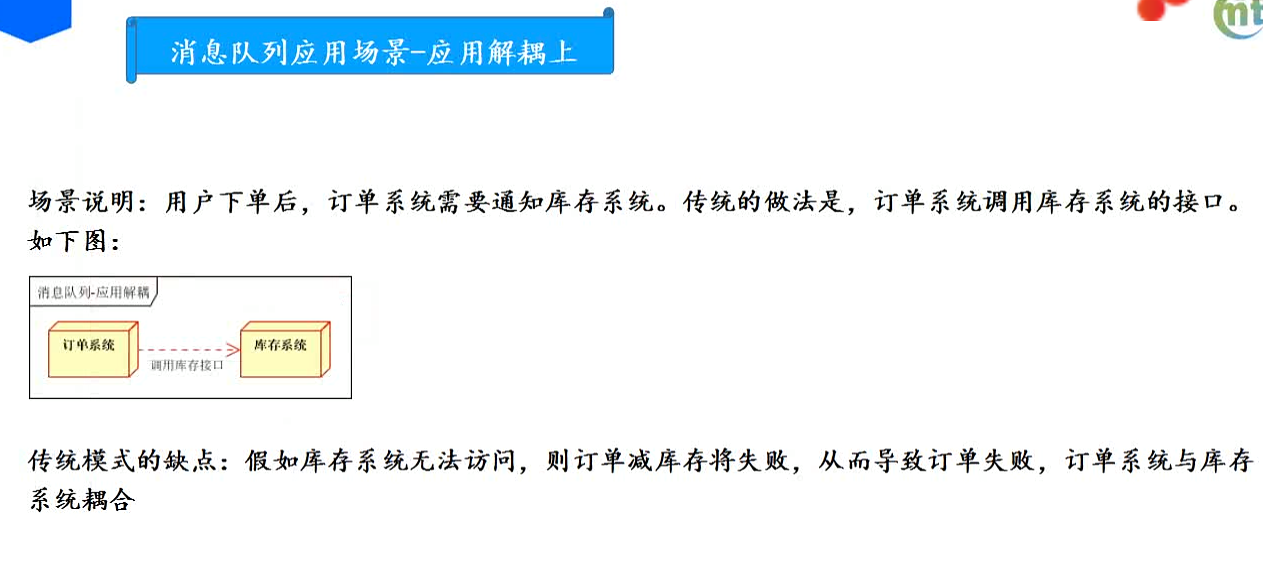 mt
消息队列应用场景-应用解耦上
场景说明：用户下单后，订单系统需要通知库存系统。传统的做法是，订单系统调用库存系统的接口。
如下图：
消息队列-应用解耦
订单系统
库存系统
调用库存接口
传统模式的缺点：假如库存系统无法访问，则订单减库存将失败，从而导致订单失败，订单系统与库存
系统耦合